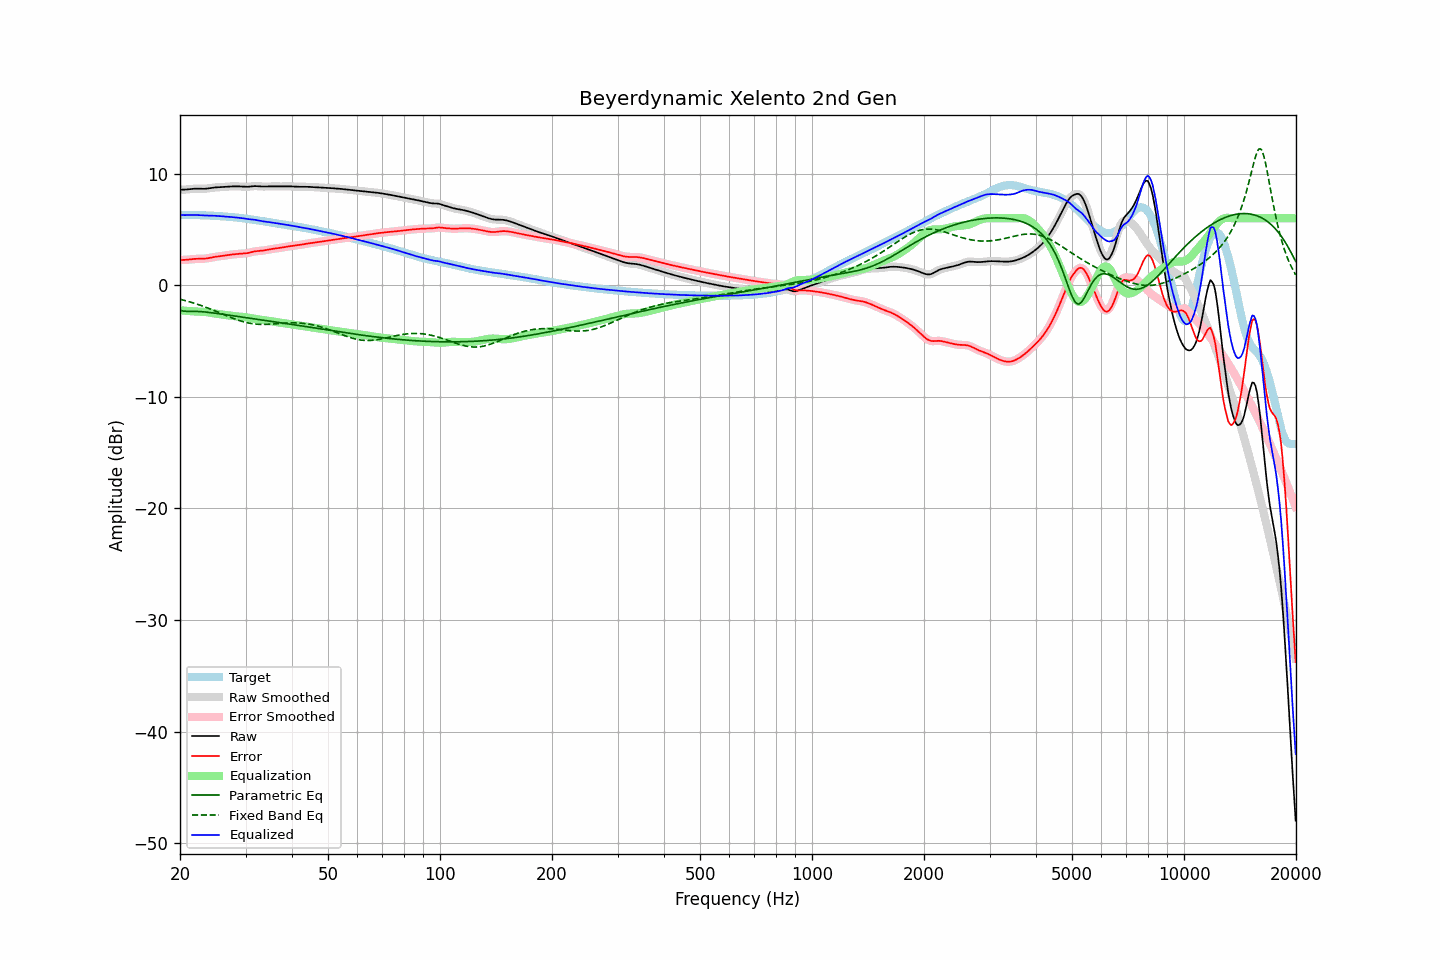 Beyerdynamic Xelento 2nd Gen
10
0
−10
−20
−30
−40
−50
Amplitude (dBr)
Target
Raw Smoothed
Error Smoothed
Raw
Error
Equalization
Parametric Eq
Fixed Band Eq
Equalized
20 50 100 200 500 1000 2000 5000 10000 20000
Frequency (Hz)